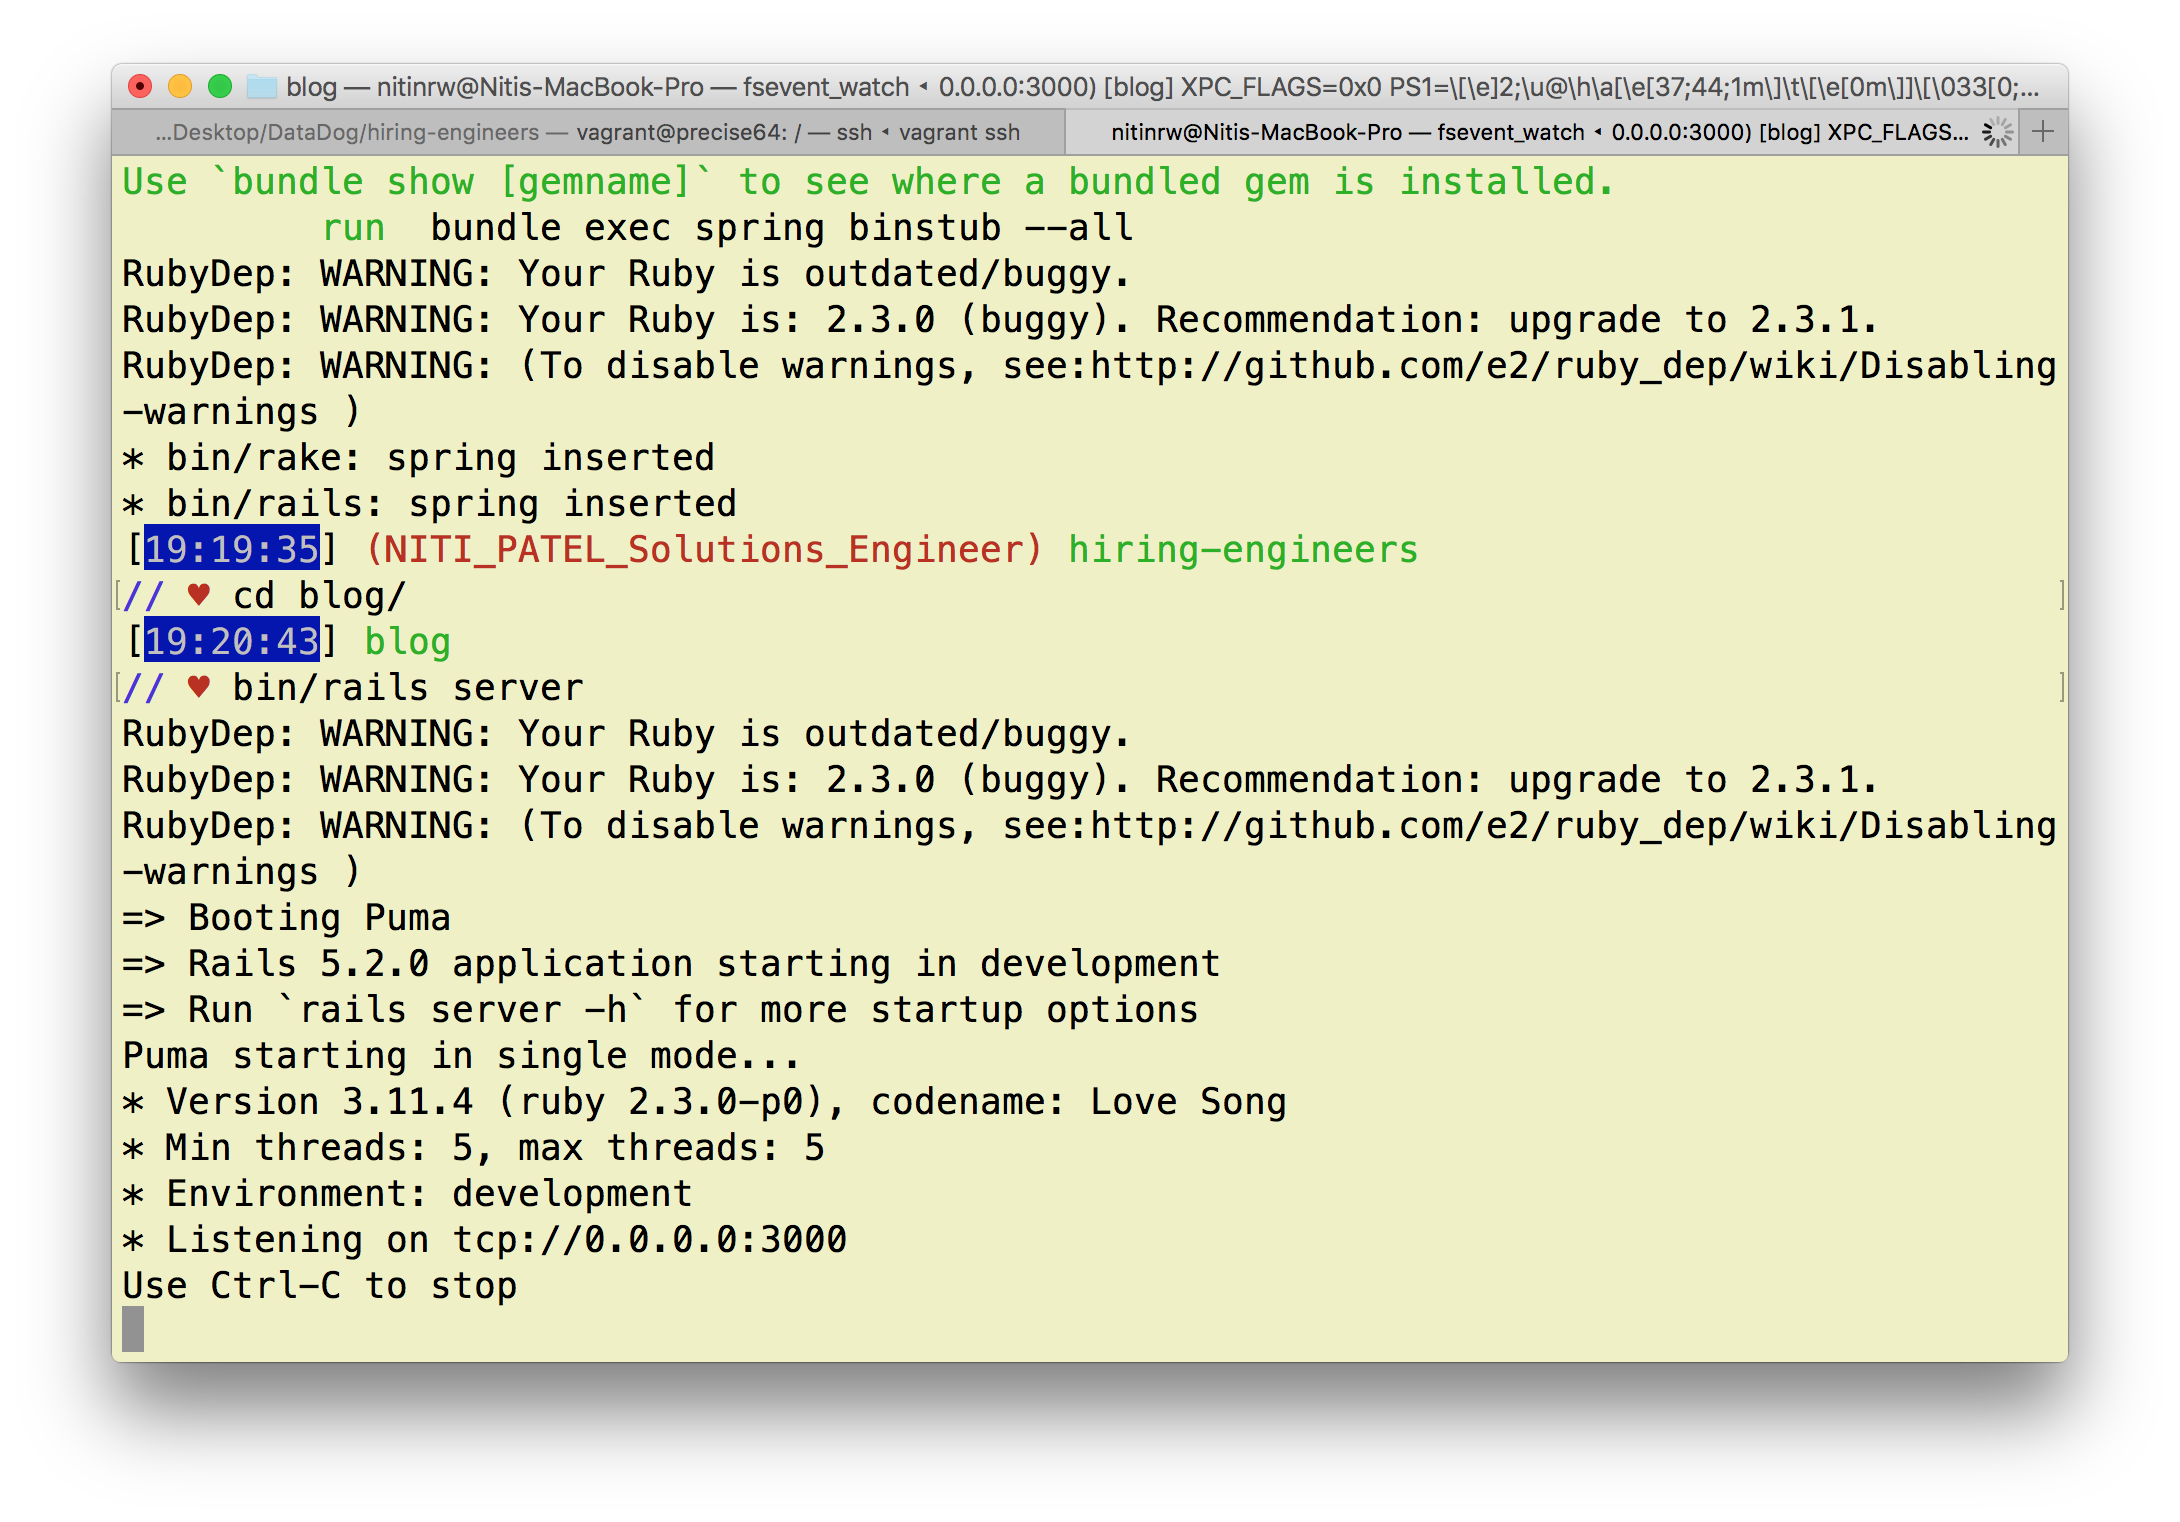 blog — nitinrw@Nitis-MacBook-Pro — fsevent_watch ◂ 0.0.0.0:3000) [blog] XPC_FLAGS=0x0 PS1=\[\e]2;\u@\h\a[\e[37;44;1m\]\t\[\e[0m\]]\[\033[0;...
...Desktop/DataDog/hiring-engineers — vagrant@precise64: / — ssh ◂ vagrant ssh
nitinrw@Nitis-MacBook-Pro — fsevent_watch ◂ 0.0.0.0:3000) [blog] XPC_FLAGS...
Use `bundle show [gemname]` to see where a bundled gem is installed.
         run  bundle exec spring binstub --all
RubyDep: WARNING: Your Ruby is outdated/buggy.
RubyDep: WARNING: Your Ruby is: 2.3.0 (buggy). Recommendation: upgrade to 2.3.1.
RubyDep: WARNING: (To disable warnings, see:http://github.com/e2/ruby_dep/wiki/Disabling
-warnings )
* bin/rake: spring inserted
* bin/rails: spring inserted
[19:19:35] (NITI_PATEL_Solutions_Engineer) hiring-engineers
// ♥ cd blog/
[19:20:43] blog
// ♥ bin/rails server
RubyDep: WARNING: Your Ruby is outdated/buggy.
RubyDep: WARNING: Your Ruby is: 2.3.0 (buggy). Recommendation: upgrade to 2.3.1.
RubyDep: WARNING: (To disable warnings, see:http://github.com/e2/ruby_dep/wiki/Disabling
-warnings )
=> Booting Puma
=> Rails 5.2.0 application starting in development
=> Run `rails server -h` for more startup options
Puma starting in single mode...
* Version 3.11.4 (ruby 2.3.0-p0), codename: Love Song
* Min threads: 5, max threads: 5
* Environment: development
* Listening on tcp://0.0.0.0:3000
Use Ctrl-C to stop